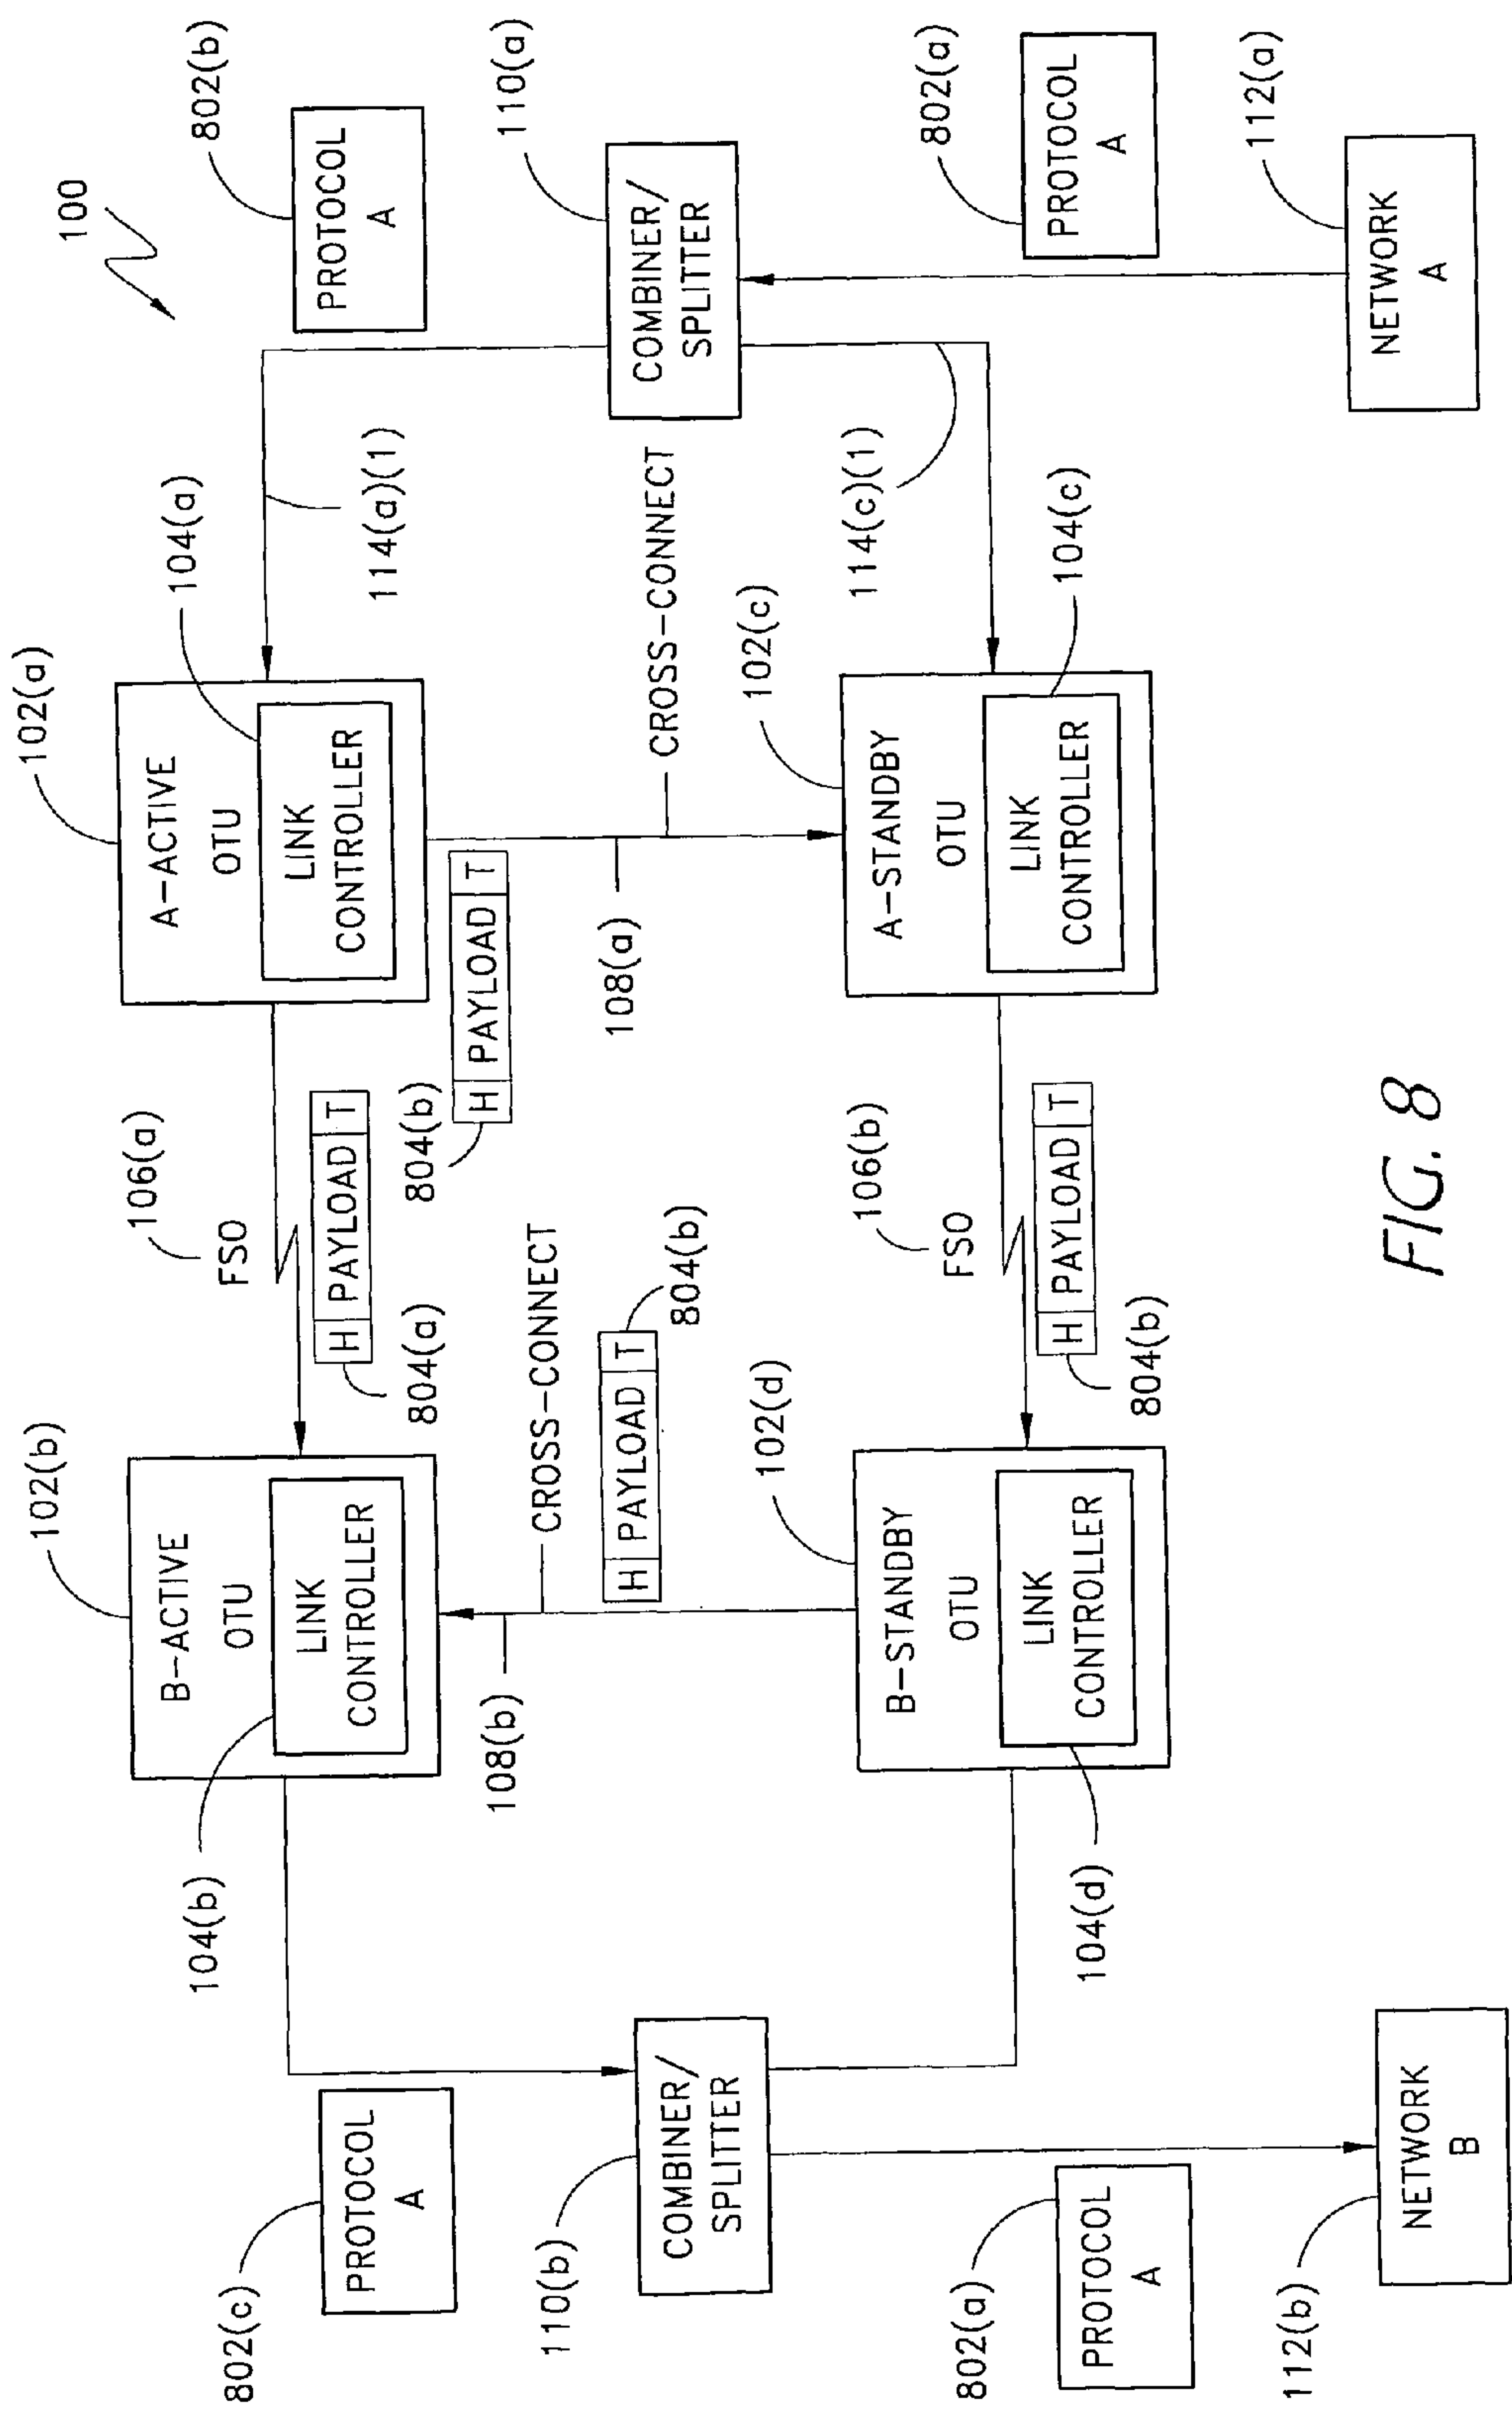 100
802(b)
PROTOCOL
A
110(a)
COMBINER/
SPLITTER
802(a)
PROTOCOL
A
112(a)
NETWORK
A
114(a)(1)
114(c)(1)
102(a)
A-ACTIVE
OTU
104(a)
LINK
CONTROLLER
CROSS-CONNECT
108(a)
804(b)
H PAYLOAD T
102(c)
A-STANDBY
OTU
104(c)
LINK
CONTROLLER
106(a)
FSO
804(a)
H PAYLOAD T
106(b)
FSO
804(b)
H PAYLOAD T
102(b)
B-ACTIVE
OTU
104(b)
LINK
CONTROLLER
CROSS-CONNECT
108(b)
804(b)
H PAYLOAD T
102(d)
B-STANDBY
OTU
104(d)
LINK
CONTROLLER
802(c)
PROTOCOL
A
110(b)
COMBINER/
SPLITTER
802(a)
PROTOCOL
A
112(b)
NETWORK
B
FIG. 8